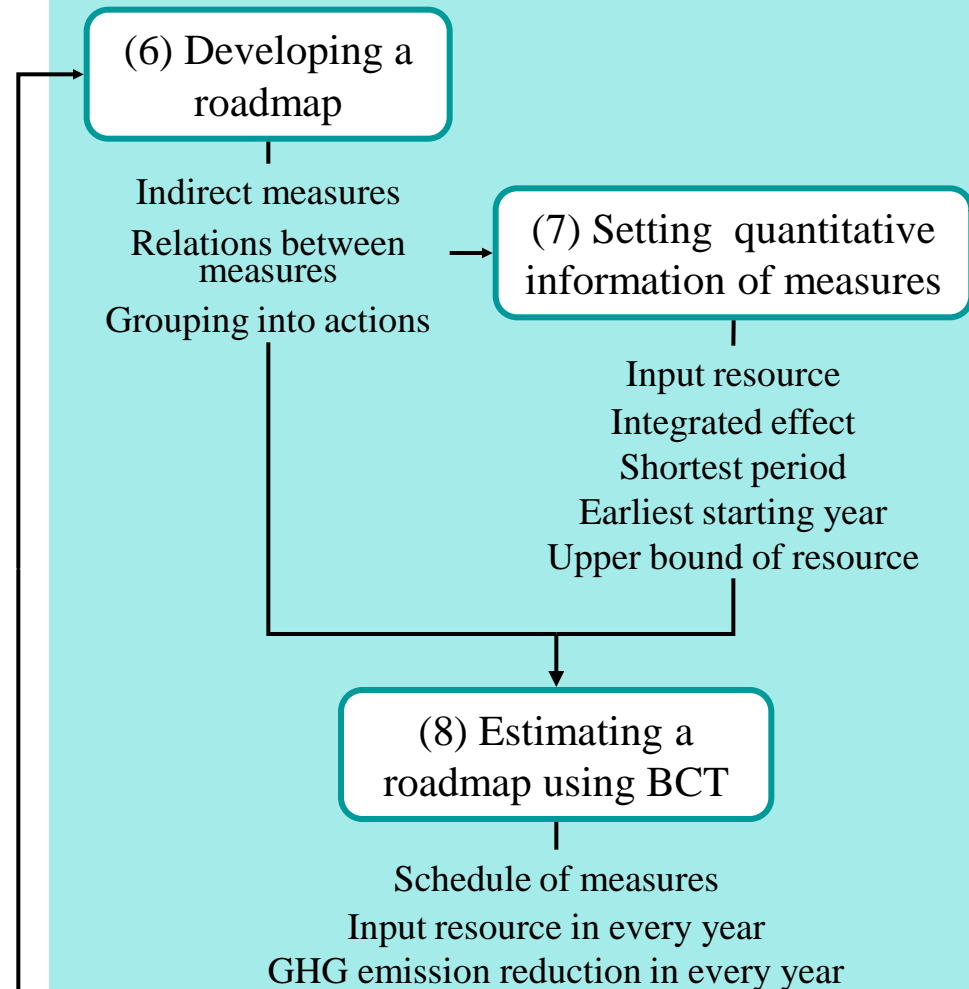 (6) Developing a
roadmap
Indirect measures
Relations between
measures
Grouping into actions
(7) Setting quantitative
information of measures
Input resource
Integrated effect
Shortest period
Earliest starting year
Upper bound of resource
(8) Estimating a
roadmap using BCT
Schedule of measures
Input resource in every year
GHG emission reduction in every year